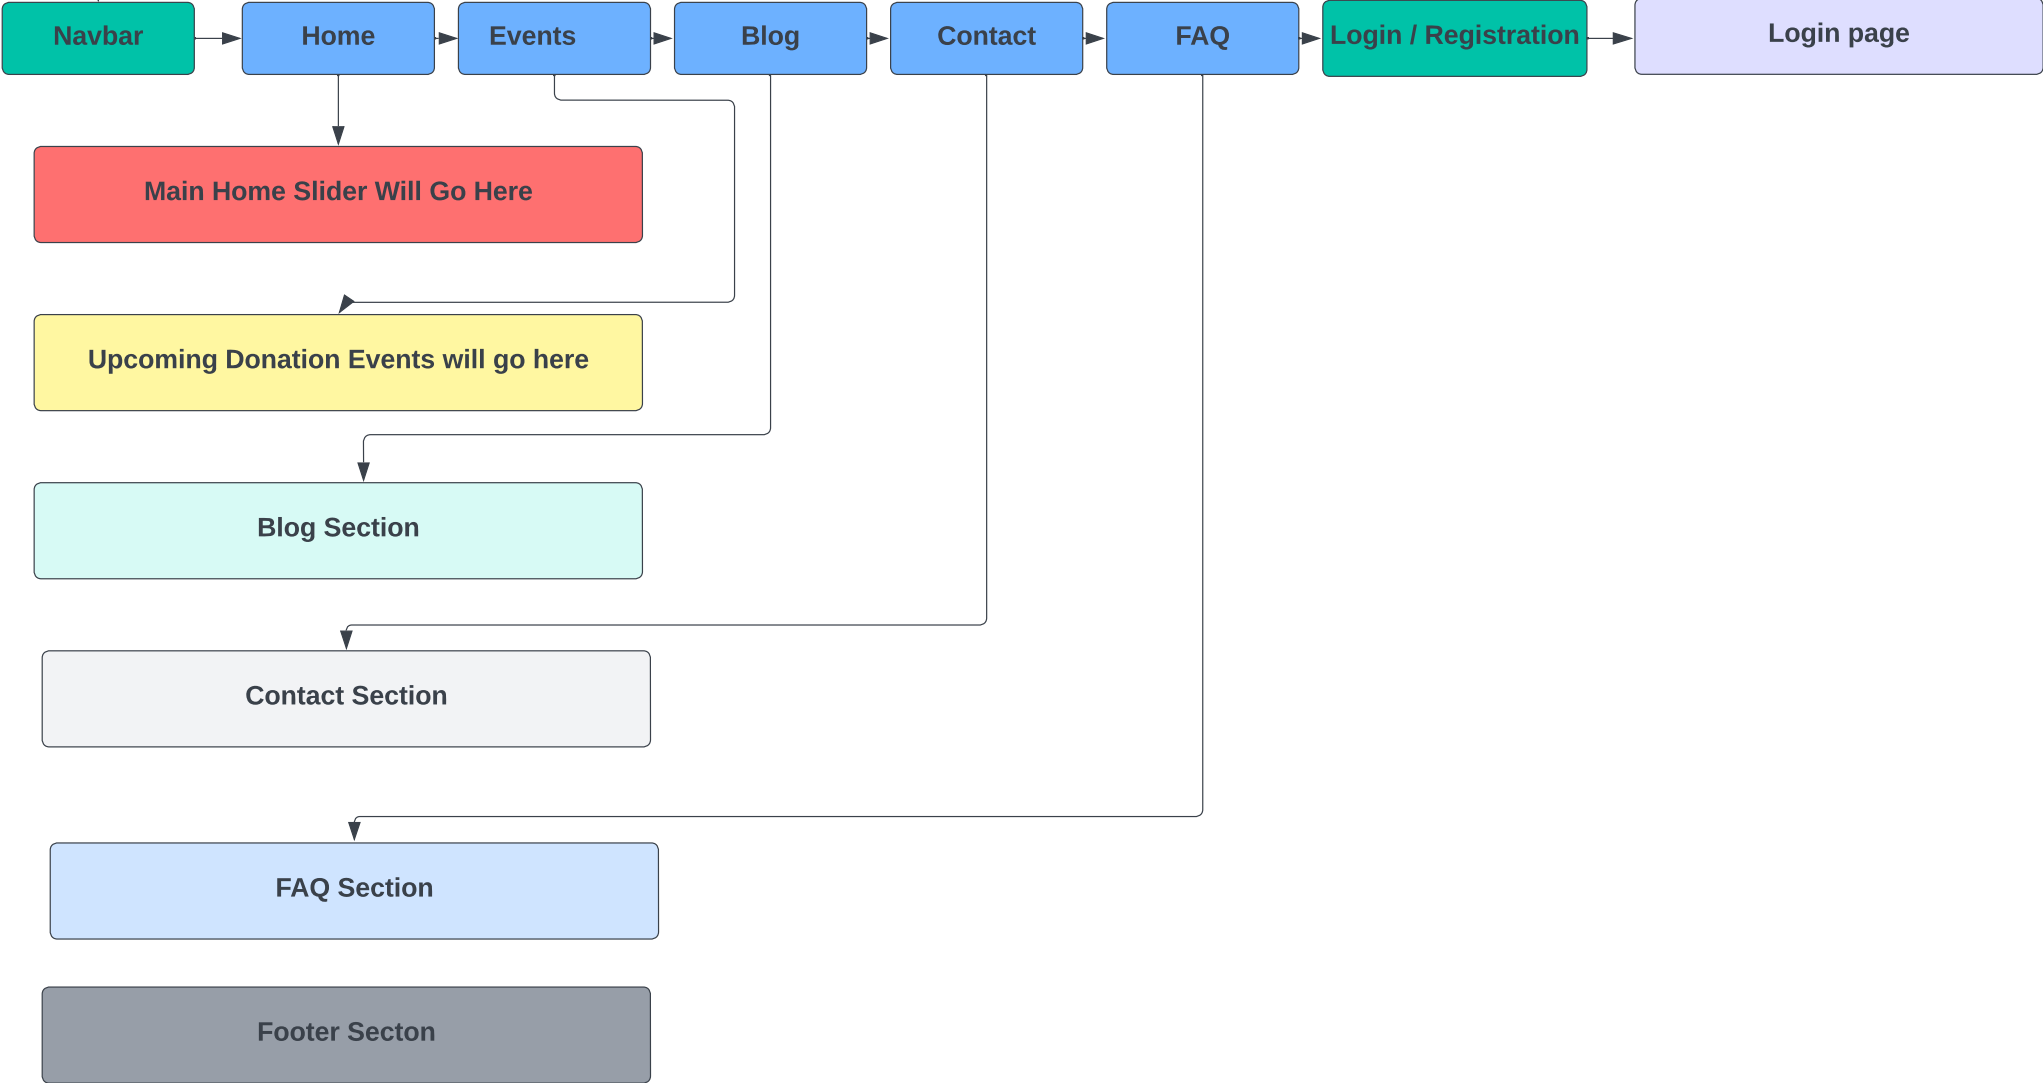 Navbar
Home
Events
Blog
Contact
FAQ
Login / Registration
Login page
Main Home Slider Will Go Here
Upcoming Donation Events will go here
Blog Section
Contact Section
FAQ Section
Footer Secton